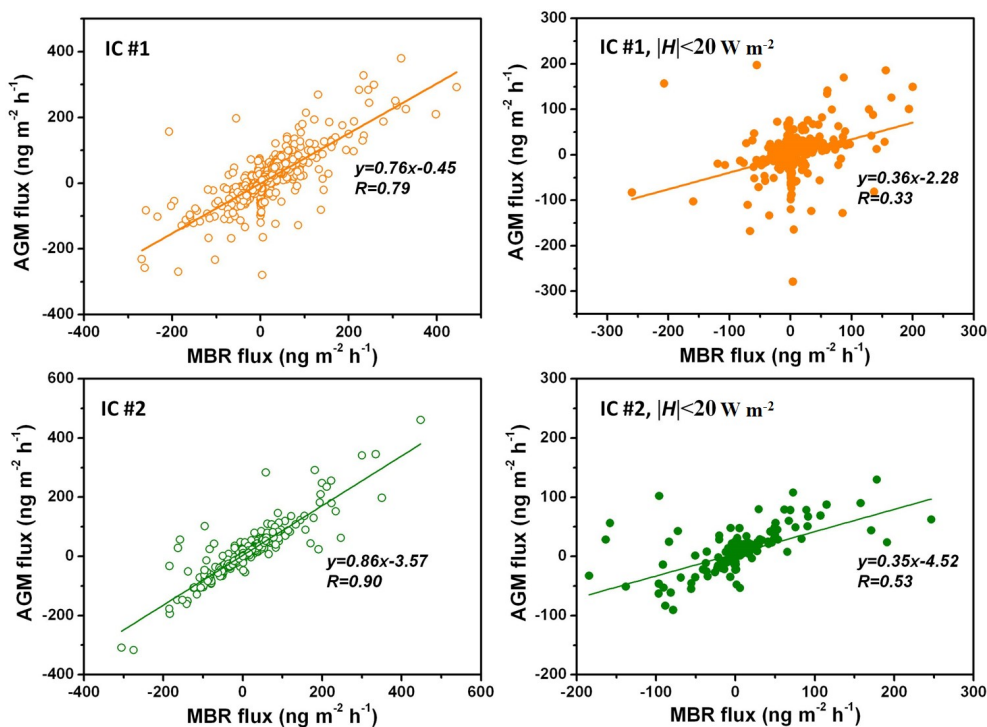 IC #1
400
200
0
-200
-400
AGM flux (ng m⁻² h⁻¹)
y=0.76x-0.45
R=0.79
-400 -200 0 200 400
MBR flux (ng m⁻² h⁻¹)
IC #1, |H|<20 W m⁻²
300
200
100
0
-100
-200
-300
AGM flux (ng m⁻² h⁻¹)
y=0.36x-2.28
R=0.33
-300 -200 -100 0 100 200 300
MBR flux (ng m⁻² h⁻¹)
IC #2
600
400
200
0
-200
-400
AGM flux (ng m⁻² h⁻¹)
y=0.86x-3.57
R=0.90
-400 -200 0 200 400 600
MBR flux (ng m⁻² h⁻¹)
IC #2, |H|<20 W m⁻²
300
200
100
0
-100
-200
AGM flux (ng m⁻² h⁻¹)
y=0.35x-4.52
R=0.53
-200 -100 0 100 200 300
MBR flux (ng m⁻² h⁻¹)